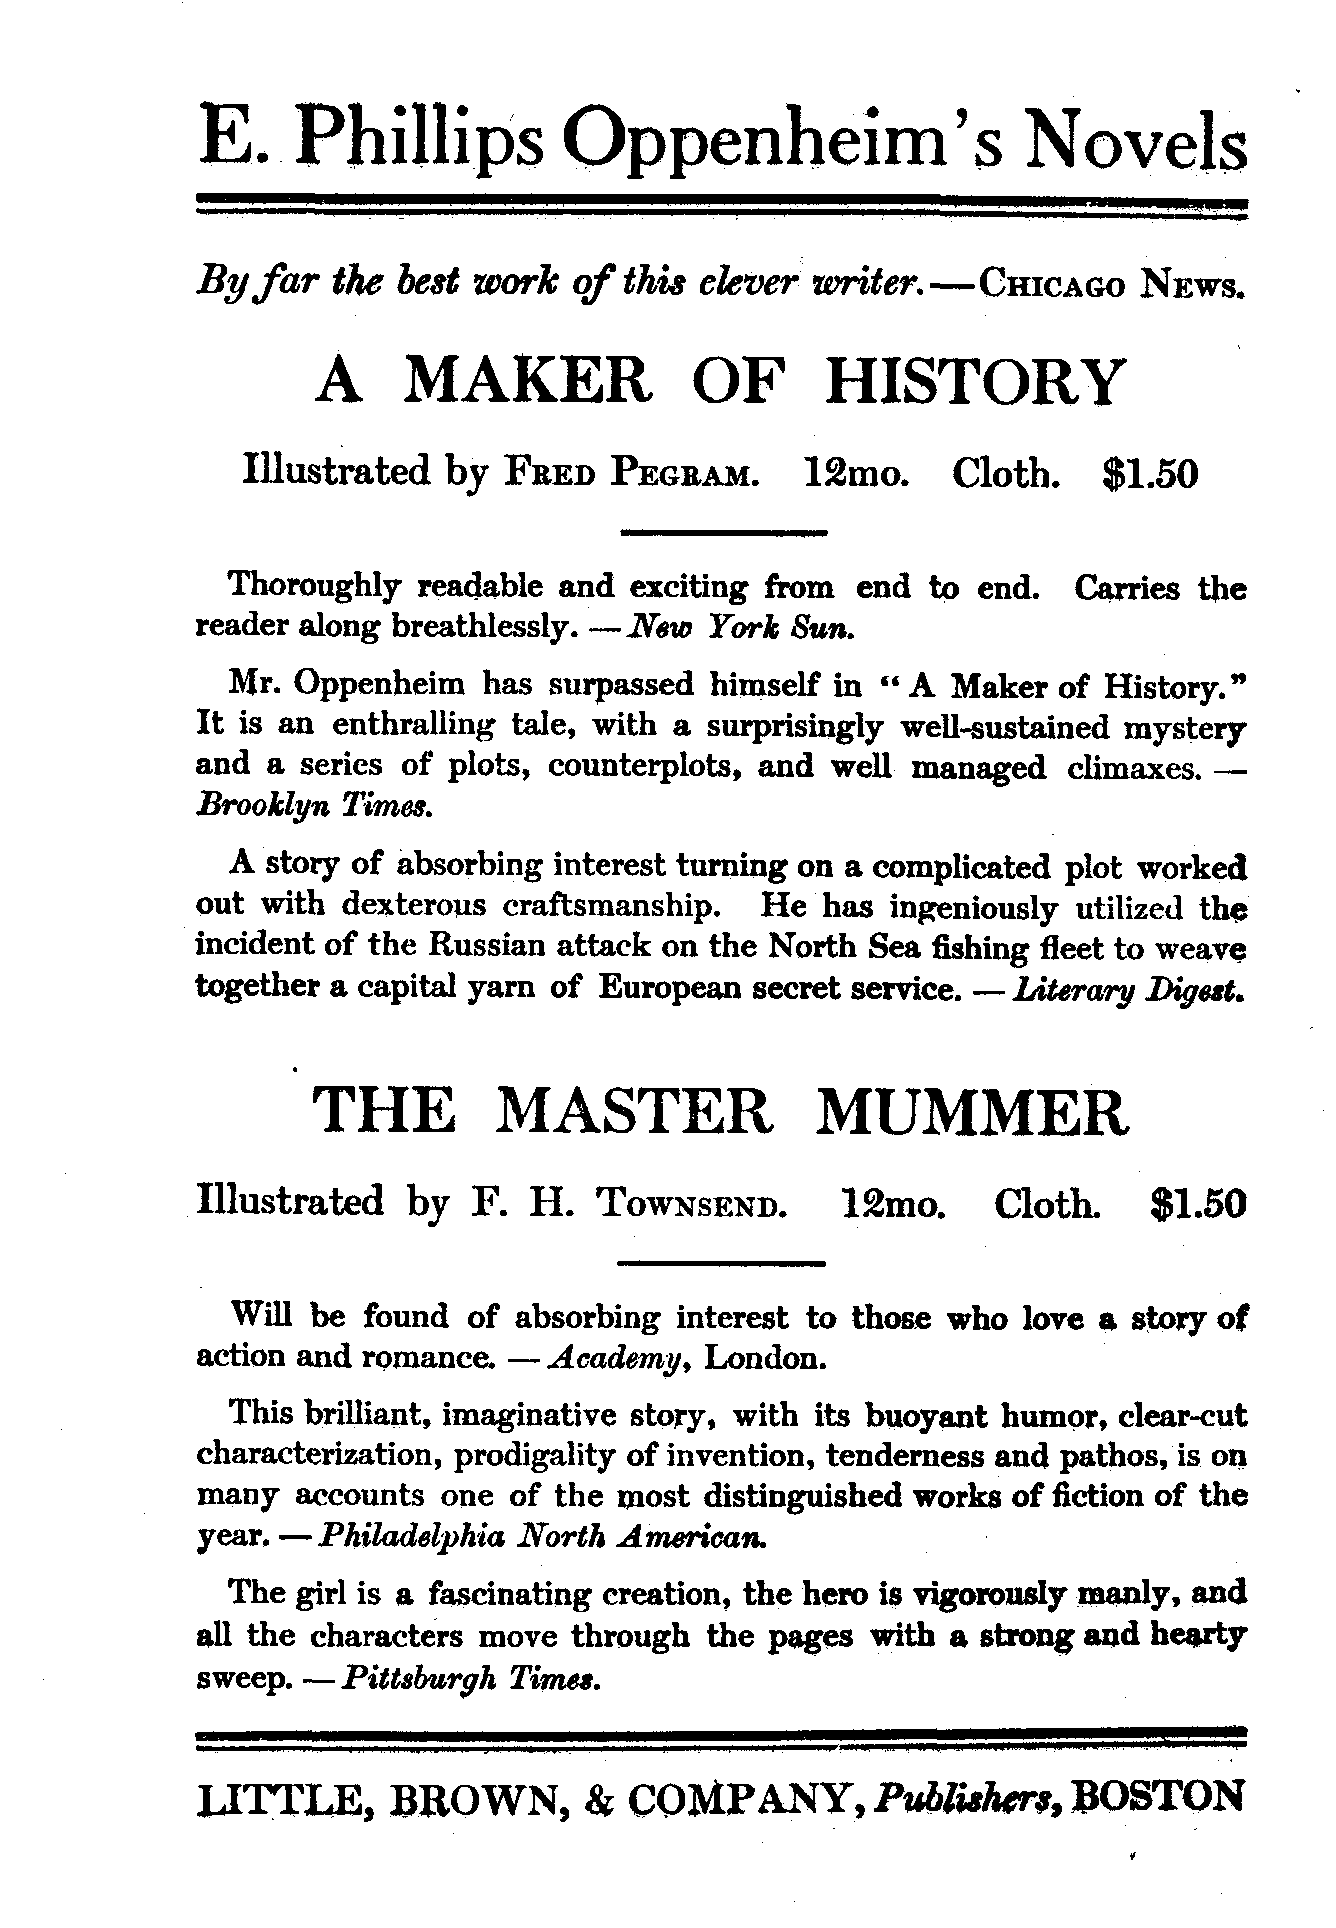 E. Phillips Oppenheim's Novels
By far the best work of this clever writer.—CHICAGO NEWS.
A MAKER OF HISTORY
Illustrated by FRED PEGRAM. 12mo. Cloth. $1.50
Thoroughly readable and exciting from end to end. Carries the
reader along breathlessly. —New York Sun.
Mr. Oppenheim has surpassed himself in “A Maker of History.”
It is an enthralling tale, with a surprisingly well-sustained mystery
and a series of plots, counterplots, and well managed climaxes. —
Brooklyn Times.
A story of absorbing interest turning on a complicated plot worked
out with dexterous craftsmanship. He has ingeniously utilized the
incident of the Russian attack on the North Sea fishing fleet to weave
together a capital yarn of European secret service. — Literary Digest.
THE MASTER MUMMER
Illustrated by F. H. TOWNSEND. 12mo. Cloth. $1.50
Will be found of absorbing interest to those who love a story of
action and romance. — Academy, London.
This brilliant, imaginative story, with its buoyant humor, clear-cut
characterization, prodigality of invention, tenderness and pathos, is on
many accounts one of the most distinguished works of fiction of the
year. — Philadelphia North American.
The girl is a fascinating creation, the hero is vigorously manly, and
all the characters move through the pages with a strong and hearty
sweep. — Pittsburgh Times.
LITTLE, BROWN, & COMPANY, Publishers, BOSTON